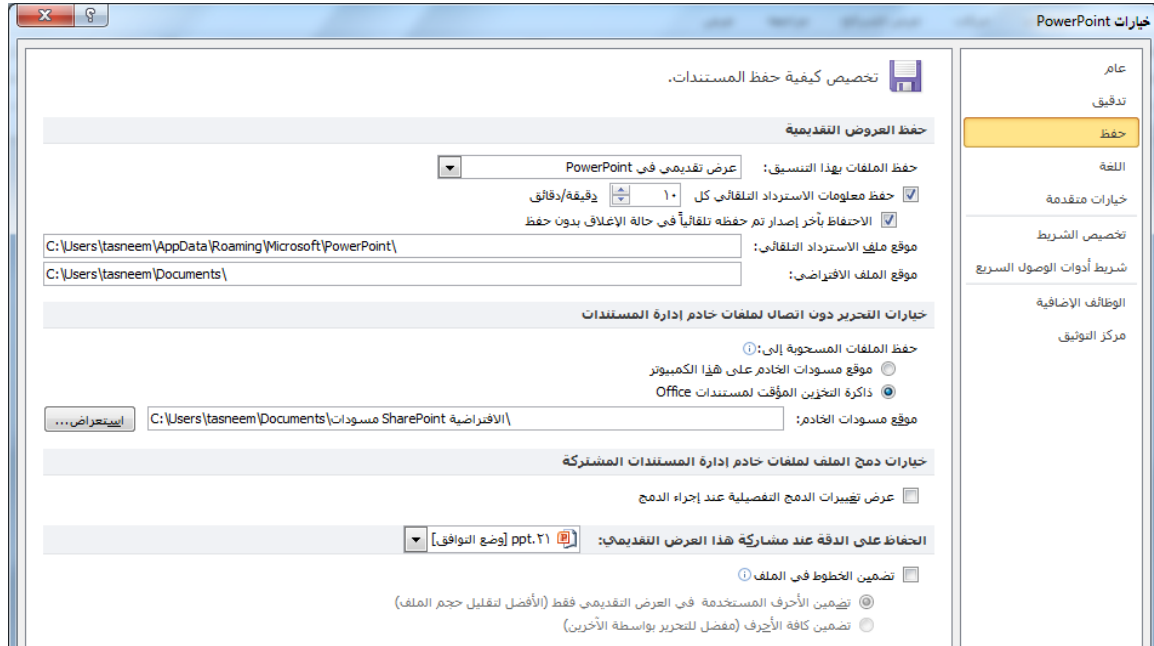 خيارات PowerPoint
عام
تدقيق
حفظ
اللغة
خيارات متقدمة
تخصيص الشريط
شريط أدوات الوصول السريع
الوظائف الإضافية
مركز التوثيق
تخصيص كيفية حفظ المستندات.
حفظ العروض التقديمية
حفظ الملفات بهذا التنسيق: عرض تقديمي في PowerPoint
حفظ معلومات الاسترداد التلقائي كل ١٠ دقيقة/دقائق
الاحتفاظ بآخر إصدار تم حفظه تلقائياً في حالة الإغلاق بدون حفظ
موقع ملف الاسترداد التلقائي: C:\Users\tasneem\AppData\Roaming\Microsoft\PowerPoint\
موقع الملف الافتراضي: C:\Users\tasneem\Documents\
خيارات التحرير دون اتصال لملفات خادم إدارة المستندات
حفظ الملفات المسحوبة إلى:
موقع مسودات الخادم على هذا الكمبيوتر
ذاكرة التخزين المؤقت لمستندات Office
موقع مسودات الخادم: C:\Users\tasneem\Documents\مسودات SharePoint الافتراضية\ استعراض...
خيارات دمج الملف لملفات خادم إدارة المستندات المشتركة
عرض تغييرات الدمج التفصيلية عند إجراء الدمج
الحفاظ على الدقة عند مشاركة هذا العرض التقديمي: ٢١.ppt [وضع التوافق]
تضمين الخطوط في الملف
تضمين الأحرف المستخدمة في العرض التقديمي فقط (الأفضل لتقليل حجم الملف)
تضمين كافة الأحرف (مفضل للتحرير بواسطة الآخرين)